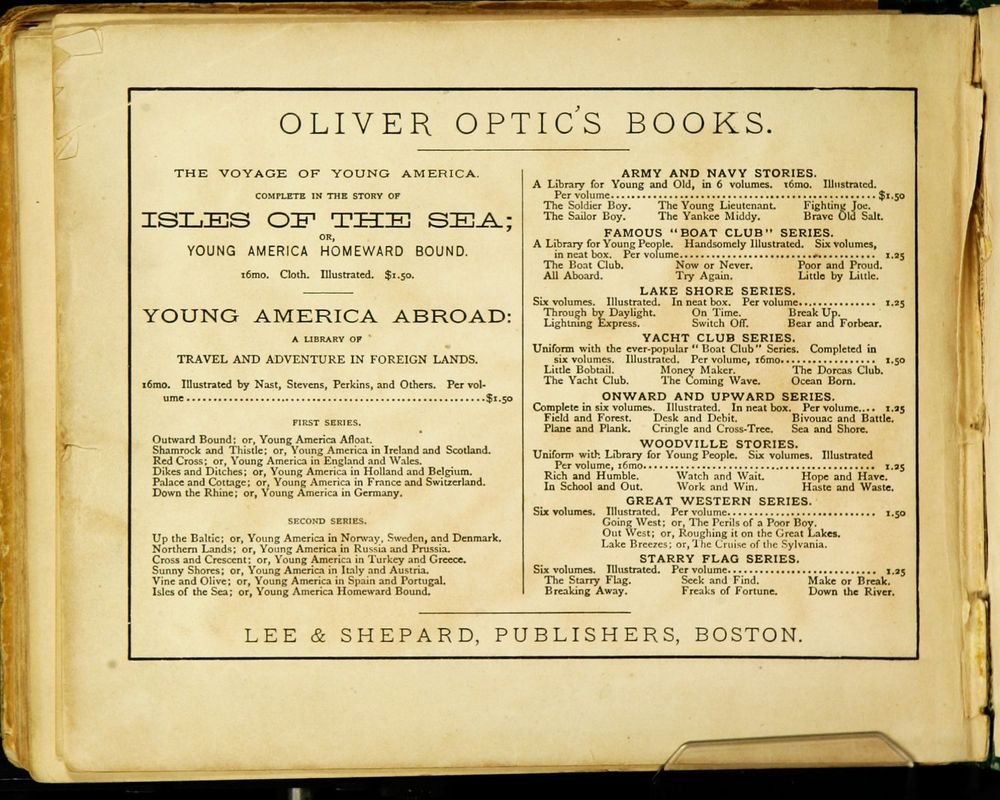 OLIVER OPTIC'S BOOKS.
THE VOYAGE OF YOUNG AMERICA.
COMPLETE IN THE STORY OF
ISLES OF THE SEA;
OR,
YOUNG AMERICA HOMEWARD BOUND.
16mo. Cloth. Illustrated. $1.50.
YOUNG AMERICA ABROAD:
A LIBRARY OF
TRAVEL AND ADVENTURE IN FOREIGN LANDS.
16mo. Illustrated by Nast, Stevens, Perkins, and Others. Per vol-
ume....................................................$1.50
FIRST SERIES.
Outward Bound; or, Young America Afloat.
Shamrock and Thistle; or, Young America in Ireland and Scotland.
Red Cross; or, Young America in England and Wales.
Dikes and Ditches; or, Young America in Holland and Belgium.
Palace and Cottage; or, Young America in France and Switzerland.
Down the Rhine; or, Young America in Germany.
SECOND SERIES.
Up the Baltic; or, Young America in Norway, Sweden, and Denmark.
Northern Lands; or, Young America in Russia and Prussia.
Cross and Crescent; or, Young America in Turkey and Greece.
Sunny Shores; or, Young America in Italy and Austria.
Vine and Olive; or, Young America in Spain and Portugal.
Isles of the Sea; or, Young America Homeward Bound.
ARMY AND NAVY STORIES.
A Library for Young and Old, in 6 volumes. 16mo. Illustrated.
Per volume..............................................$1.50
The Soldier Boy. The Young Lieutenant. Fighting Joe.
The Sailor Boy. The Yankee Middy. Brave Old Salt.
FAMOUS "BOAT CLUB" SERIES.
A Library for Young People. Handsomely Illustrated. Six volumes,
in neat box. Per volume.................................. 1.25
The Boat Club. Now or Never. Poor and Proud.
All Aboard. Try Again. Little by Little.
LAKE SHORE SERIES.
Six volumes. Illustrated. In neat box. Per volume............. 1.25
Through by Daylight. On Time. Break Up.
Lightning Express. Switch Off. Bear and Forbear.
YACHT CLUB SERIES.
Uniform with the ever-popular "Boat Club" Series. Completed in
six volumes. Illustrated. Per volume, 16mo................ 1.50
Little Bobtail. Money Maker. The Dorcas Club.
The Yacht Club. The Coming Wave. Ocean Born.
ONWARD AND UPWARD SERIES.
Complete in six volumes. Illustrated. In neat box. Per volume.... 1.25
Field and Forest. Desk and Debit. Bivouac and Battle.
Plane and Plank. Cringle and Cross-Tree. Sea and Shore.
WOODVILLE STORIES.
Uniform with Library for Young People. Six volumes. Illustrated
Per volume, 16mo........................................ 1.25
Rich and Humble. Watch and Wait. Hope and Have.
In School and Out. Work and Win. Haste and Waste.
GREAT WESTERN SERIES.
Six volumes. Illustrated. Per volume.......................... 1.50
Going West; or, The Perils of a Poor Boy.
Out West; or, Roughing it on the Great Lakes.
Lake Breezes; or, The Cruise of the Sylvania.
STARRY FLAG SERIES.
Six volumes. Illustrated. Per volume.......................... 1.25
The Starry Flag. Seek and Find. Make or Break.
Breaking Away. Freaks of Fortune. Down the River.
LEE & SHEPARD, PUBLISHERS, BOSTON.